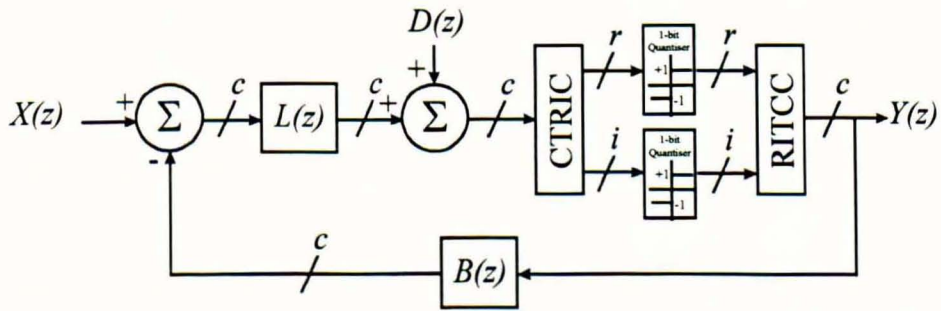 D(z)
X(z)
+
Σ
-
c
L(z)
c
+
+
Σ
c
CTRIC
r
1-bit
Quantiser
+1
-1
r
i
1-bit
Quantiser
+1
-1
i
RITCC
c
Y(z)
c
B(z)